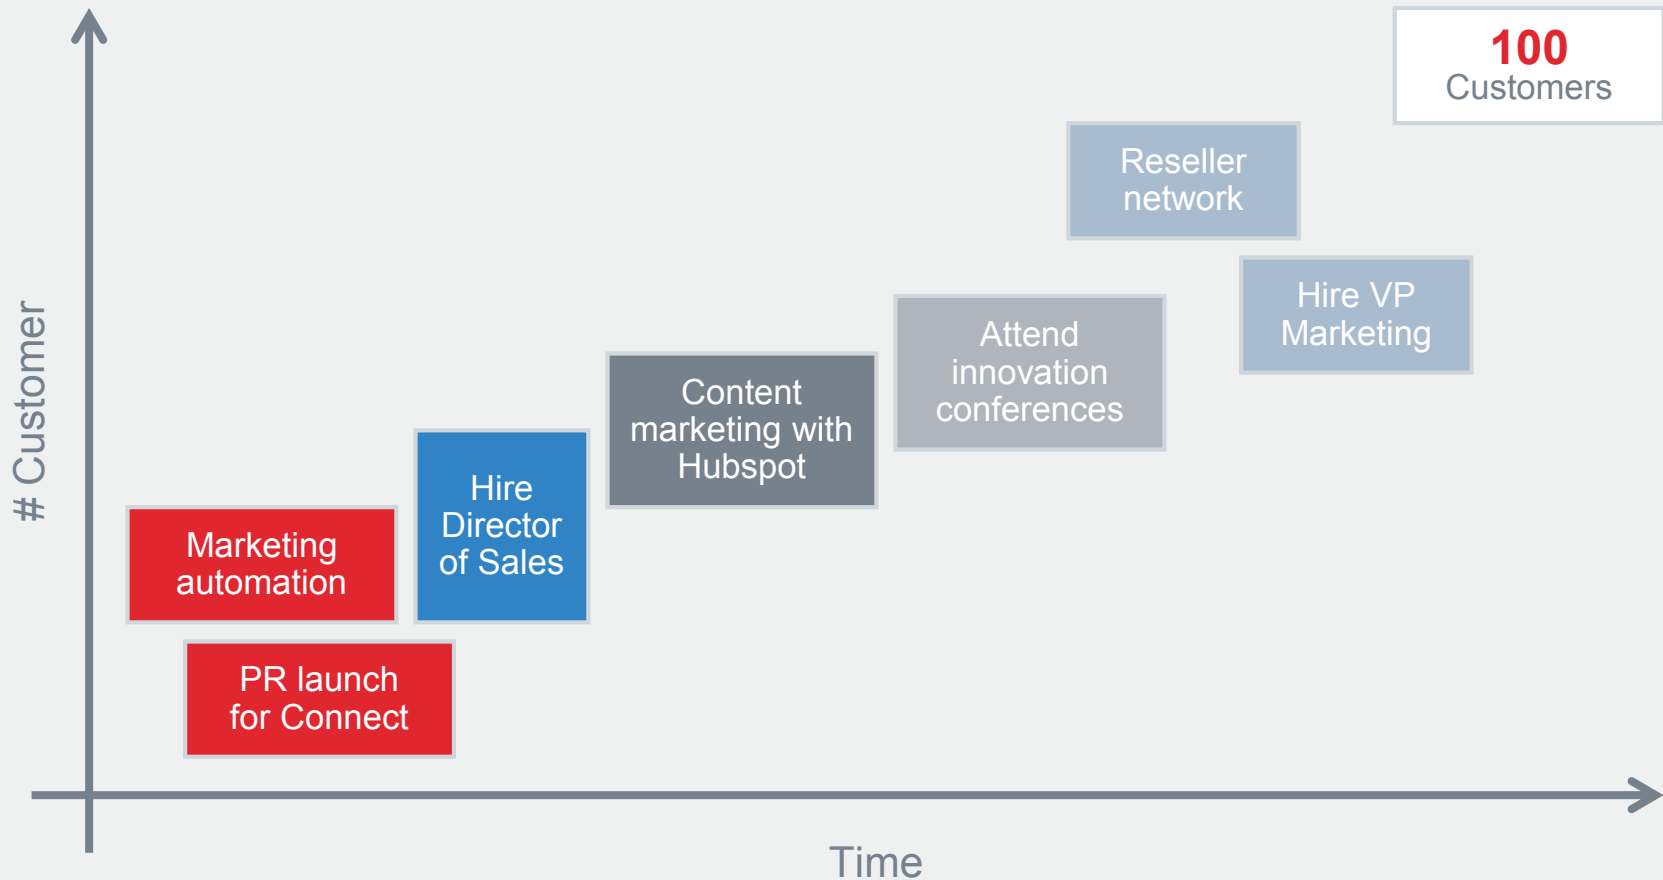 100
Customers
Reseller
network
Hire VP
Marketing
Attend
innovation
conferences
Content
marketing with
Hubspot
Hire
Director
of Sales
Marketing
automation
PR launch
for Connect
# Customer
Time